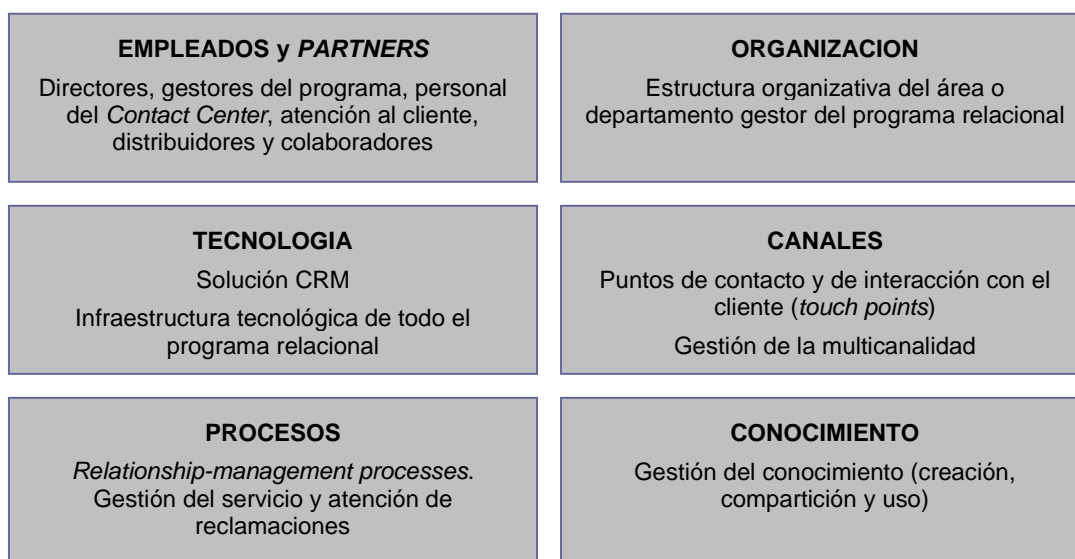 EMPLEADOS y PARTNERS
Directores, gestores del programa, personal
del Contact Center, atención al cliente,
distribuidores y colaboradores
ORGANIZACION
Estructura organizativa del área o
departamento gestor del programa relacional
TECNOLOGIA
Solución CRM
Infraestructura tecnológica de todo el
programa relacional
CANALES
Puntos de contacto y de interacción con el
cliente (touch points)
Gestión de la multicanalidad
PROCESOS
Relationship-management processes.
Gestión del servicio y atención de
reclamaciones
CONOCIMIENTO
Gestión del conocimiento (creación,
compartición y uso)